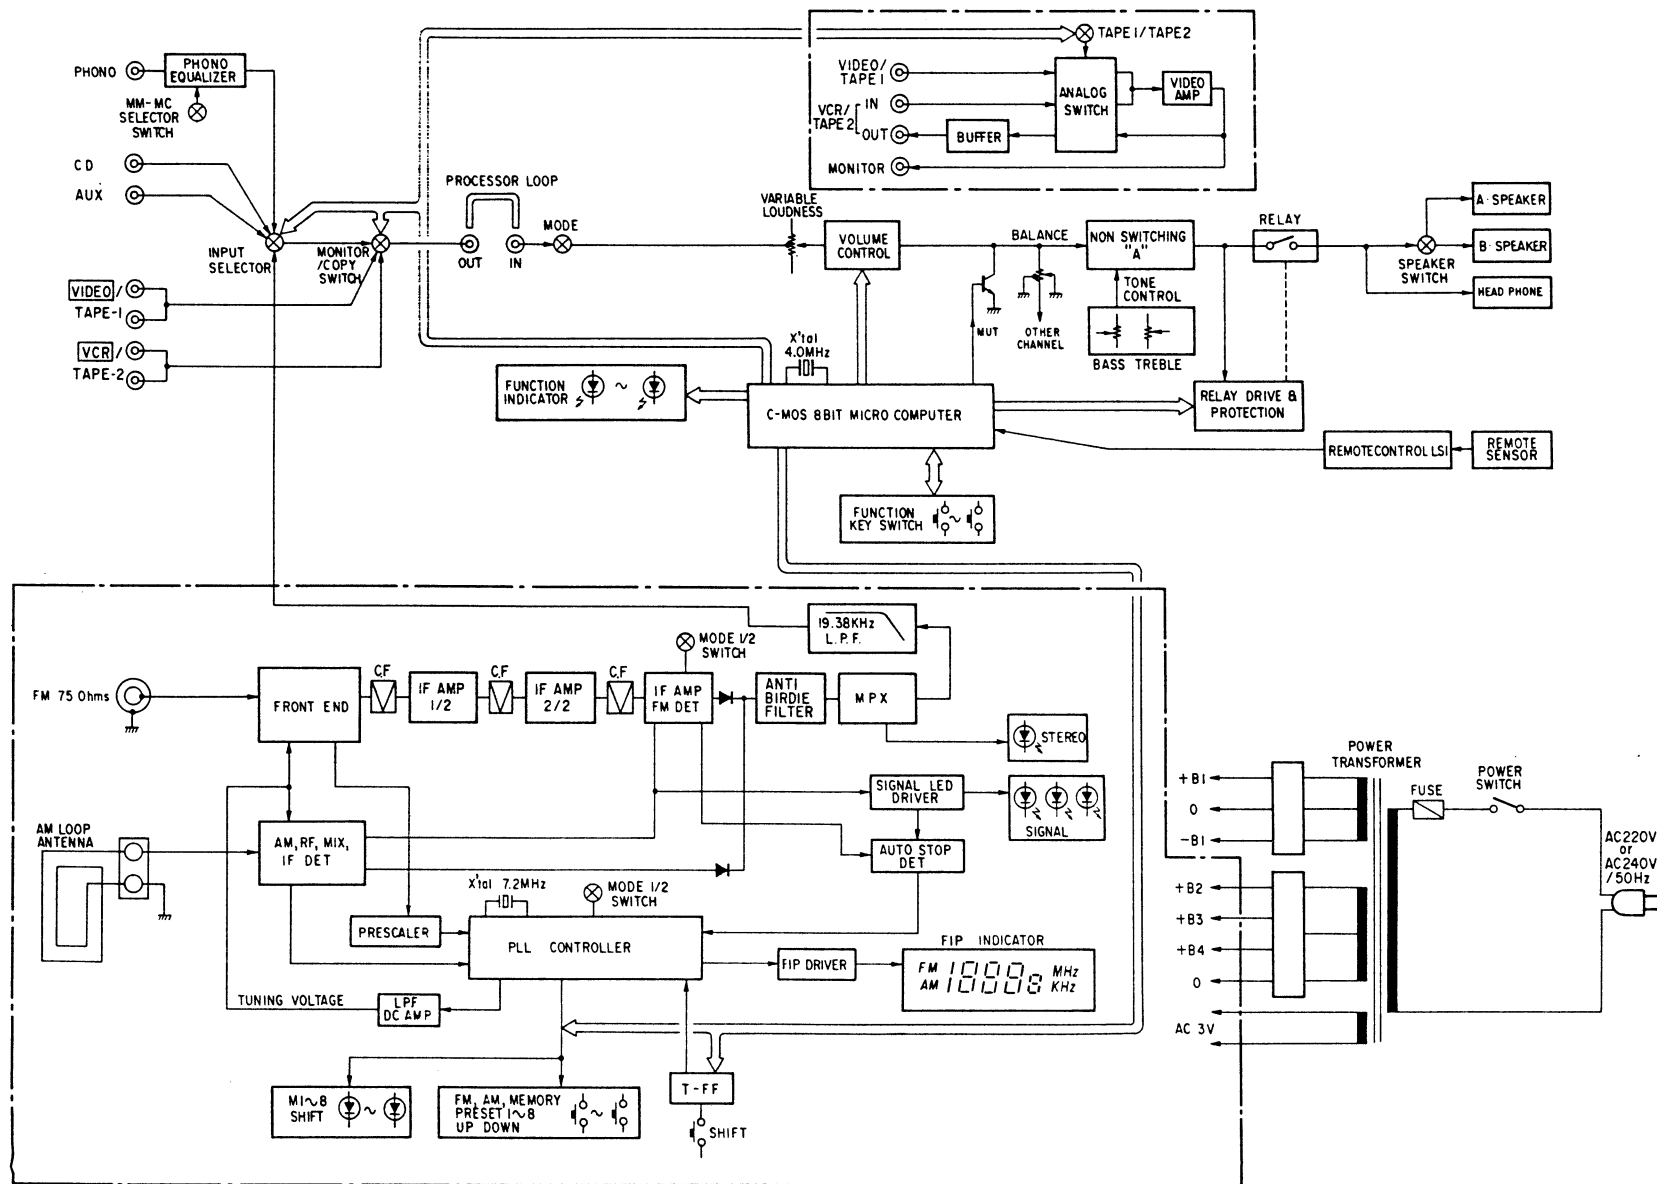 TAPE 1/TAPE 2
PHONO
PHONO
EQUALIZER
MM-MC
SELECTOR
SWITCH
VIDEO/
TAPE 1
VCR/
TAPE 2
IN
OUT
MONITOR
ANALOG
SWITCH
VIDEO
AMP
BUFFER
CD
AUX
PROCESSOR LOOP
INPUT
SELECTOR
MONITOR
/COPY
SWITCH
OUT
IN
MODE
VARIABLE
LOUDNESS
VOLUME
CONTROL
BALANCE
NON SWITCHING
"A"
RELAY
A·SPEAKER
B·SPEAKER
SPEAKER
SWITCH
HEAD PHONE
VIDEO/
TAPE-1
VCR/
TAPE-2
TONE
CONTROL
MUT
OTHER
CHANNEL
BASS TREBLE
X'tal
4.0MHz
FUNCTION
INDICATOR
~
C-MOS 8BIT MICRO COMPUTER
RELAY DRIVE &
PROTECTION
REMOTECONTROL LSI
REMOTE
SENSOR
FUNCTION
KEY SWITCH
~
19.38KHz
L.P.F.
MODE 1/2
SWITCH
FM 75 Ohms
FRONT END
C.F
IF AMP
1/2
C.F
IF AMP
2/2
C.F
IF AMP
FM DET
ANTI
BIRDIE
FILTER
MPX
STEREO
SIGNAL LED
DRIVER
SIGNAL
AUTO STOP
DET
AM LOOP
ANTENNA
AM, RF, MIX,
IF DET
X'tal 7.2MHz
MODE 1/2
SWITCH
PRESCALER
PLL CONTROLLER
FIP DRIVER
FIP INDICATOR
FM
AM
MHz
KHz
TUNING VOLTAGE
LPF
DC AMP
M1~8
SHIFT
~
FM, AM, MEMORY
PRESET 1~8
UP DOWN
~
T-FF
SHIFT
+B1
0
-B1
+B2
+B3
+B4
0
AC 3V
POWER
TRANSFORMER
FUSE
POWER
SWITCH
AC220V
or
AC240V
/50Hz